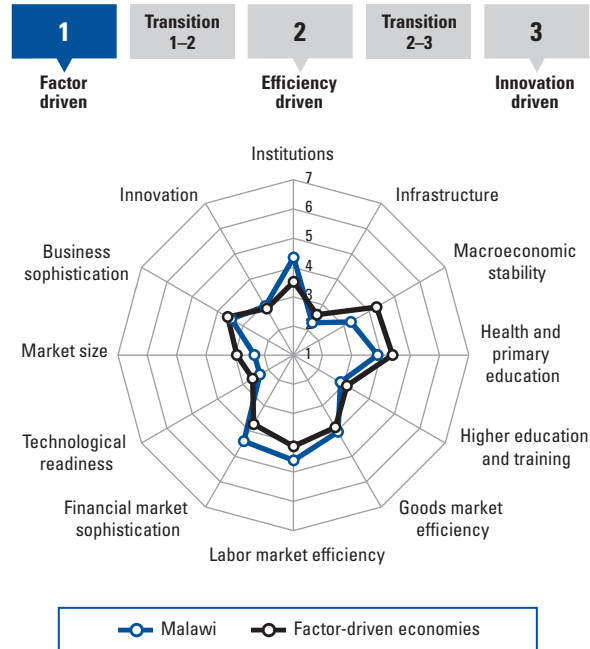 1
Transition
1–2
2
Transition
2–3
3
Factor
driven
Efficiency
driven
Innovation
driven
Institutions
Innovation
Infrastructure
Business
sophistication
Macroeconomic
stability
Market size
Health and
primary
education
Technological
readiness
Higher education
and training
Financial market
sophistication
Goods market
efficiency
Labor market efficiency
7
6
5
4
3
2
1
Malawi
Factor-driven economies